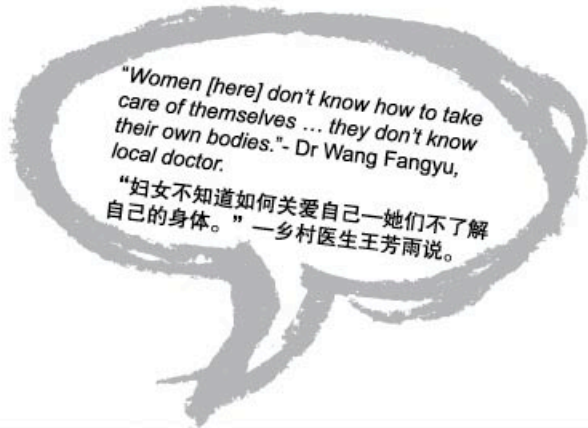 “Women [here] don’t know how to take
care of themselves … they don’t know
their own bodies.”- Dr Wang Fangyu,
local doctor.
“妇女不知道如何关爱自己—她们不了解
自己的身体。”—乡村医生王芳雨说。